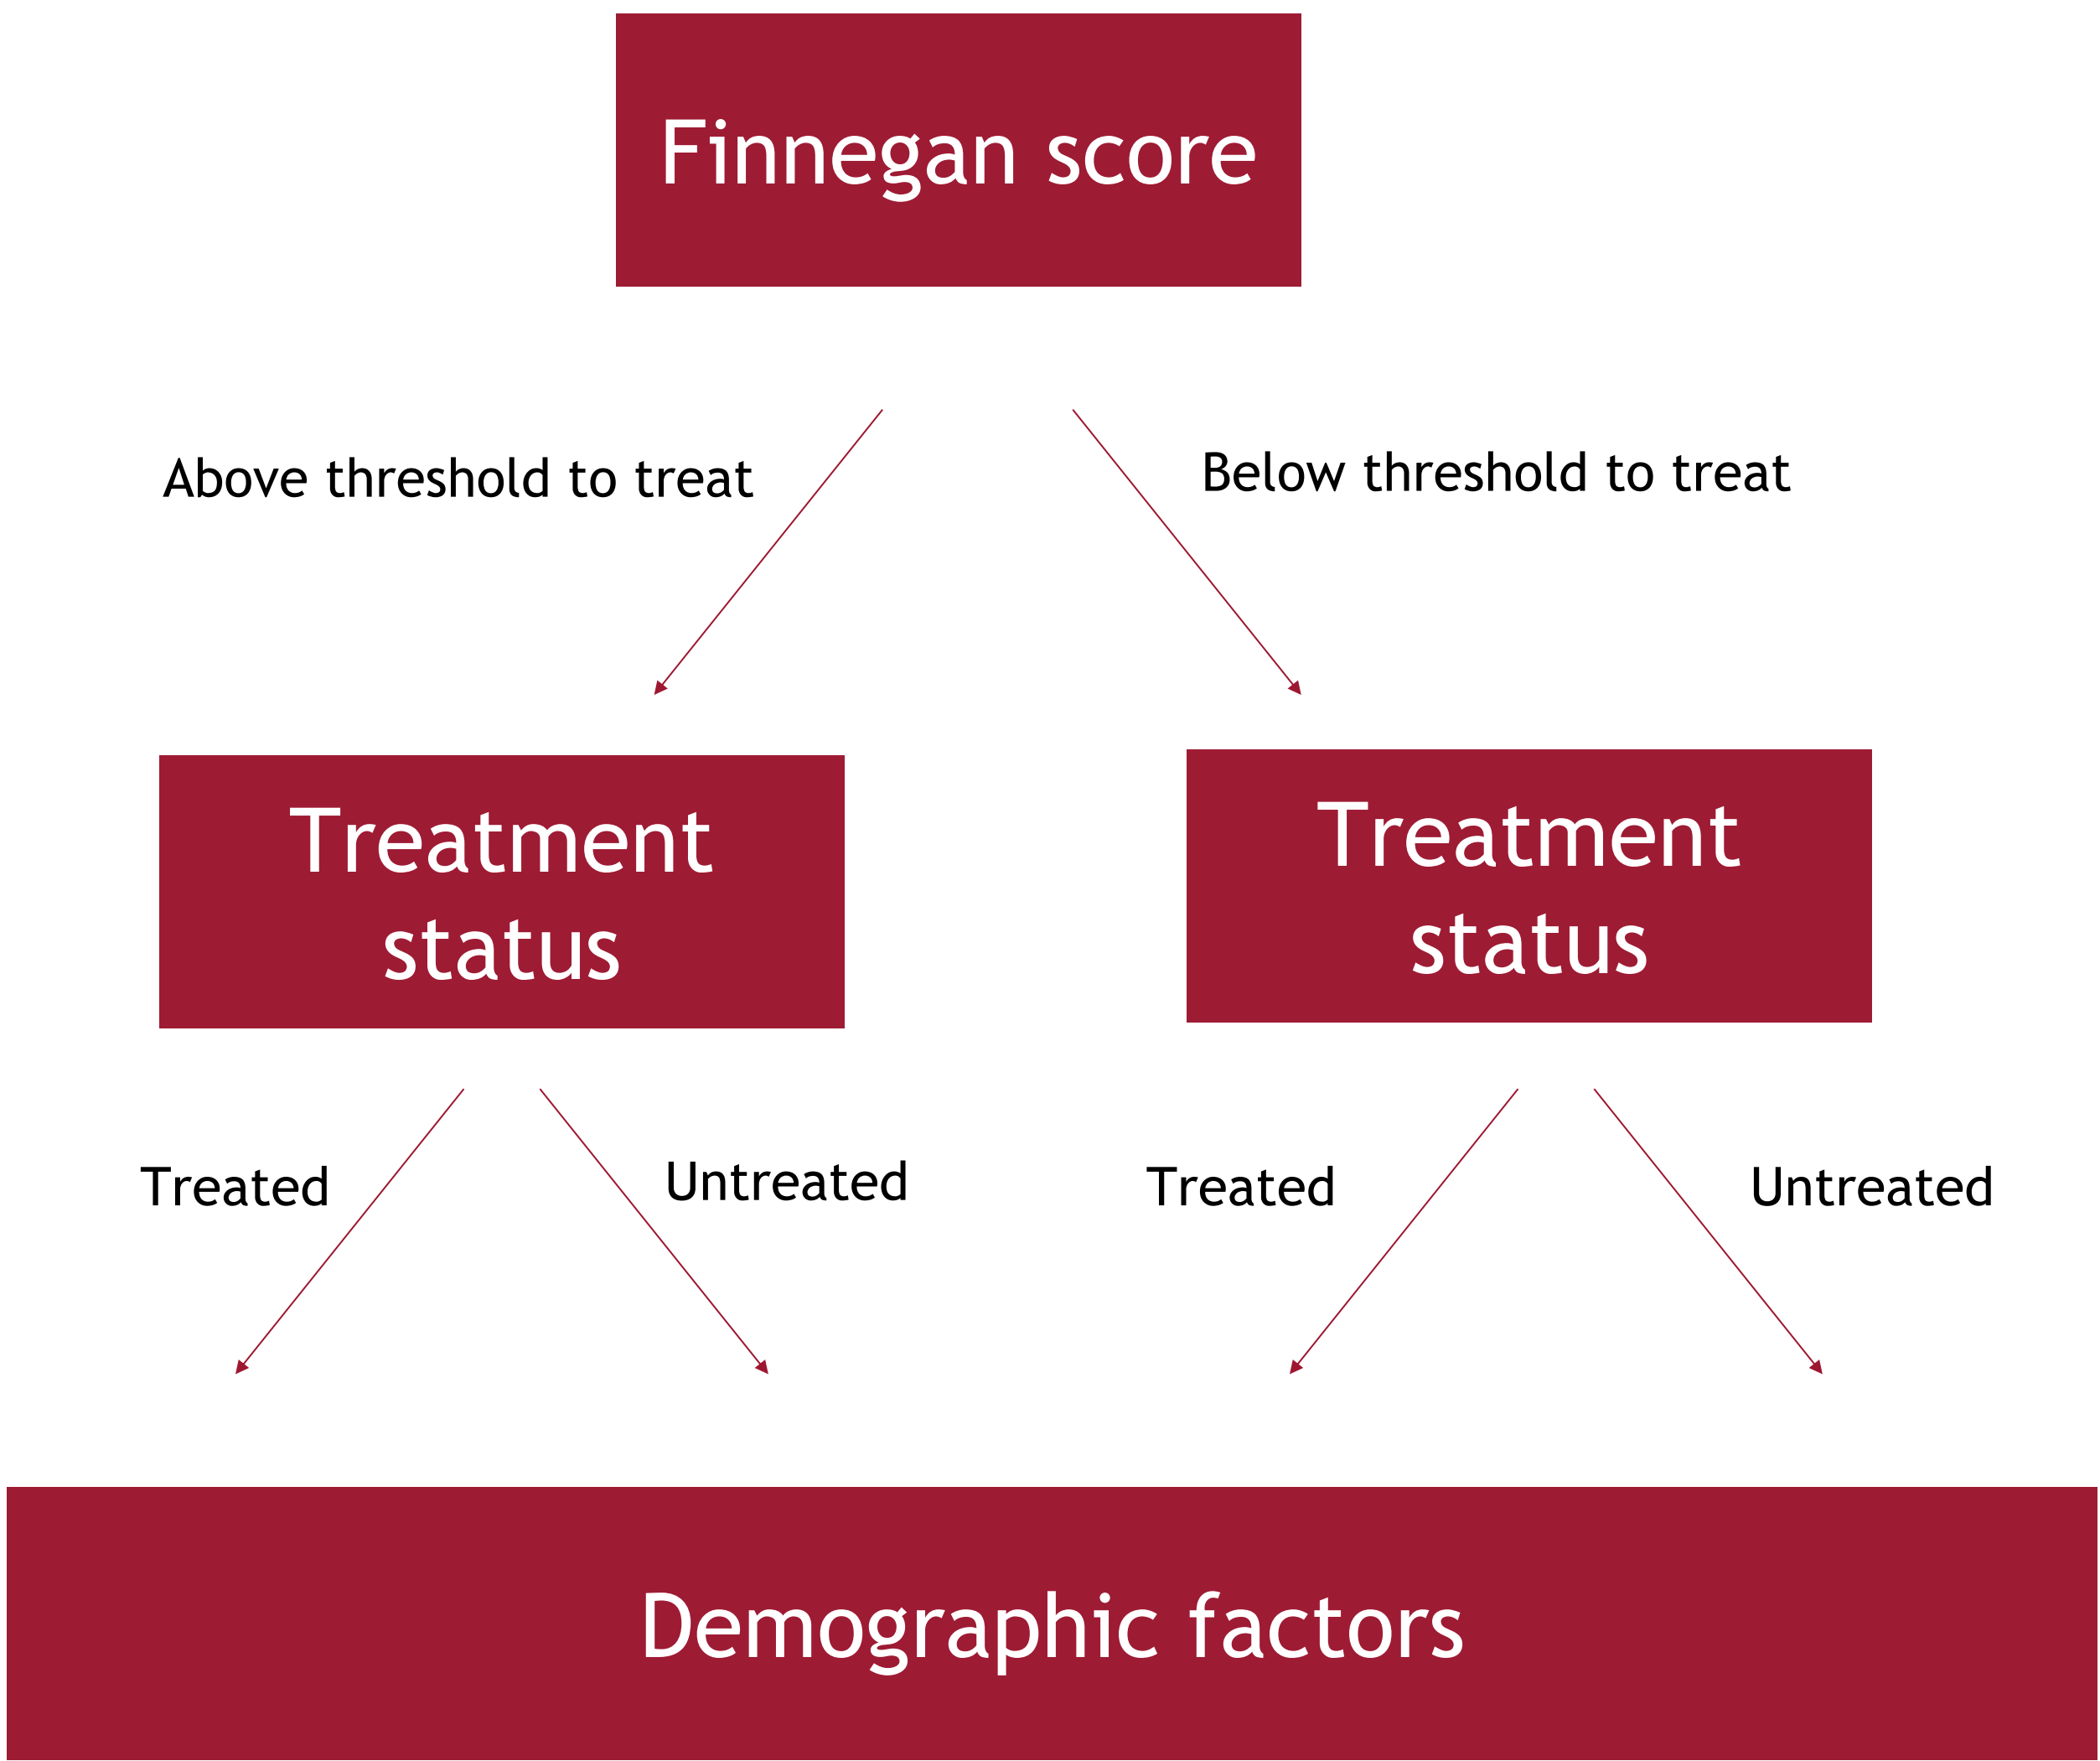 Finnegan score
Above threshold to treat
Below threshold to treat
Treatment
status
Treatment
status
Treated
Untreated
Treated
Untreated
Demographic factors